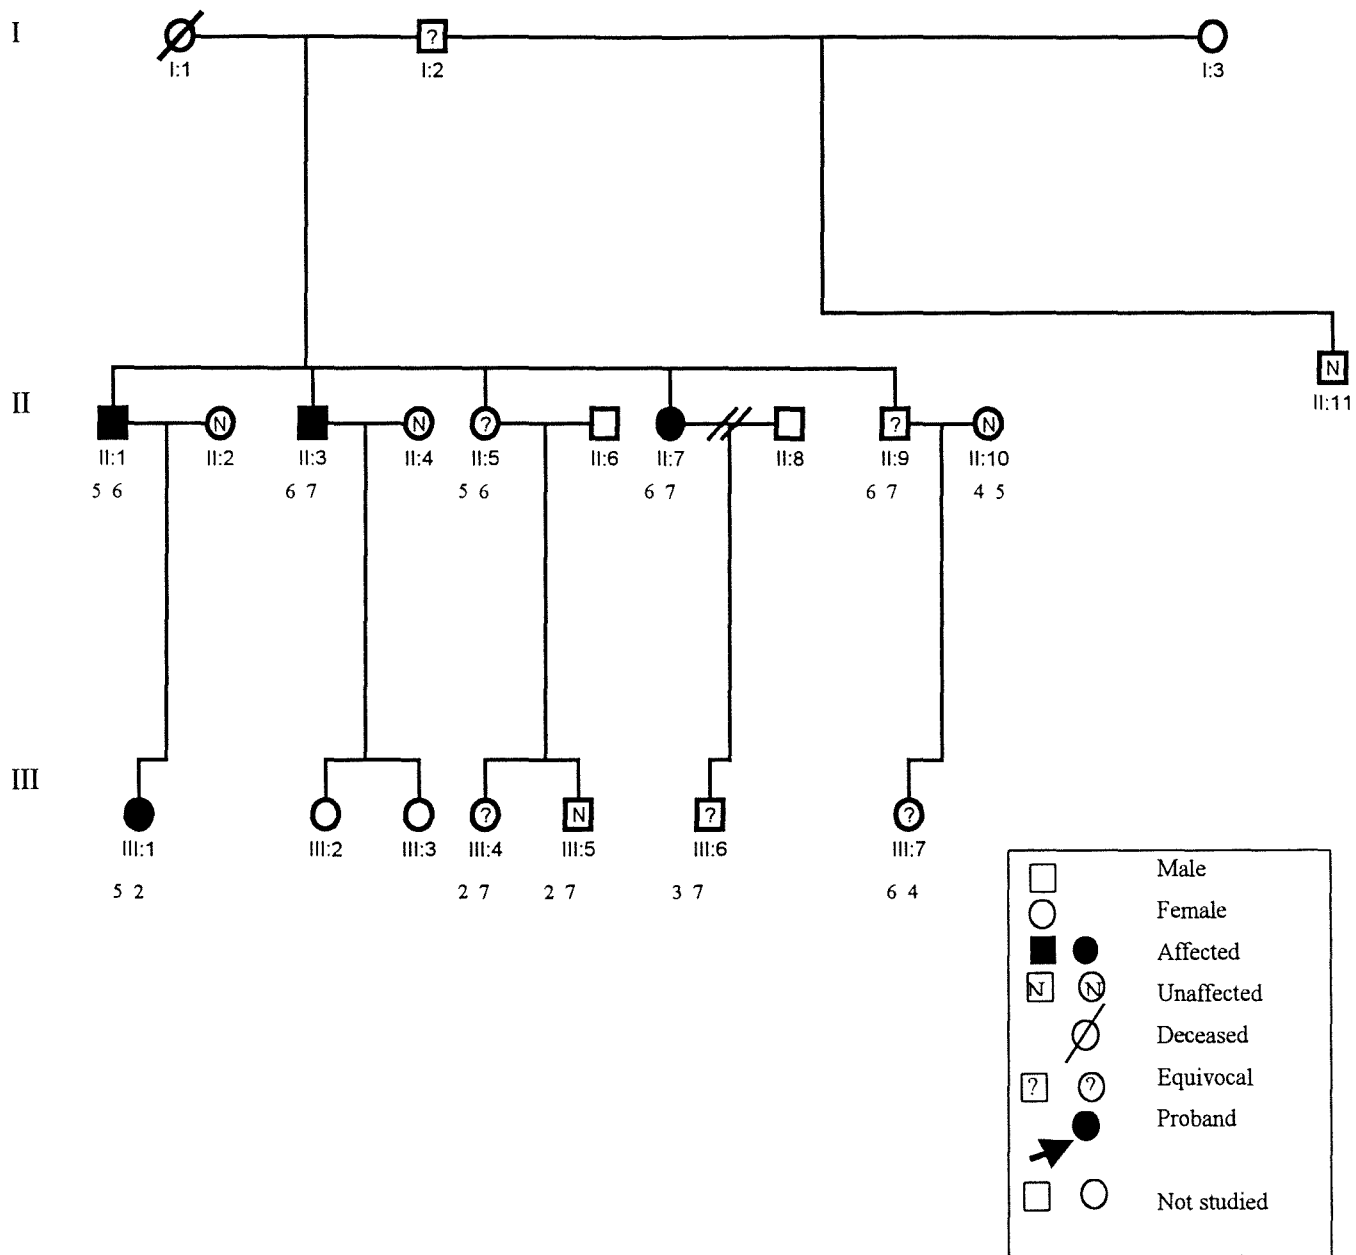 I
?
I:1 I:2 I:3
N
II
II:11
N N ? ? N
II:1 II:2 II:3 II:4 II:5 II:6 II:7 II:8 II:9 II:10
5 6 6 7 5 6 6 7 6 7 4 5
III
? N ? ?
III:1 III:2 III:3 III:4 III:5 III:6 III:7
5 2 2 7 2 7 3 7 6 4
Male
Female
Affected
N N Unaffected
Deceased
? ? Equivocal
Proband
Not studied